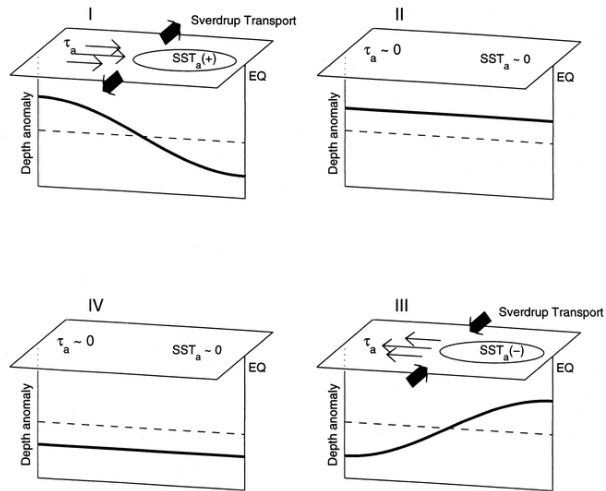 I
Sverdrup Transport
τa
SSTa(+)
EQ
Depth anomaly
II
τa ~ 0
SSTa ~ 0
EQ
Depth anomaly
IV
τa ~ 0
SSTa ~ 0
EQ
Depth anomaly
III
Sverdrup Transport
τa
SSTa(−)
EQ
Depth anomaly